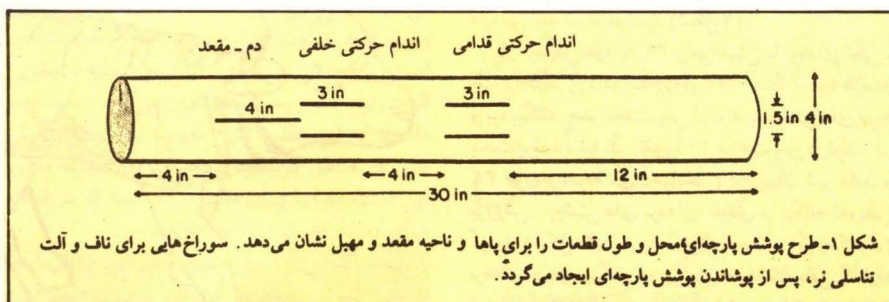 اندام حرکتی قدامی اندام حرکتی خلفی دم ـ مقعد
3 in 3 in
4 in
1.5 in 4 in
4 in 4 in 12 in
30 in
شکل ۱ـ طرح پوشش پارچه‌ای؛ محل و طول قطعات را برای پاها و ناحیه مقعد و مهبل نشان می‌دهد. سوراخ‌هایی برای ناف و آلت
تناسلی نر، پس از پوشاندن پوشش پارچه‌ای ایجاد می‌گردد.